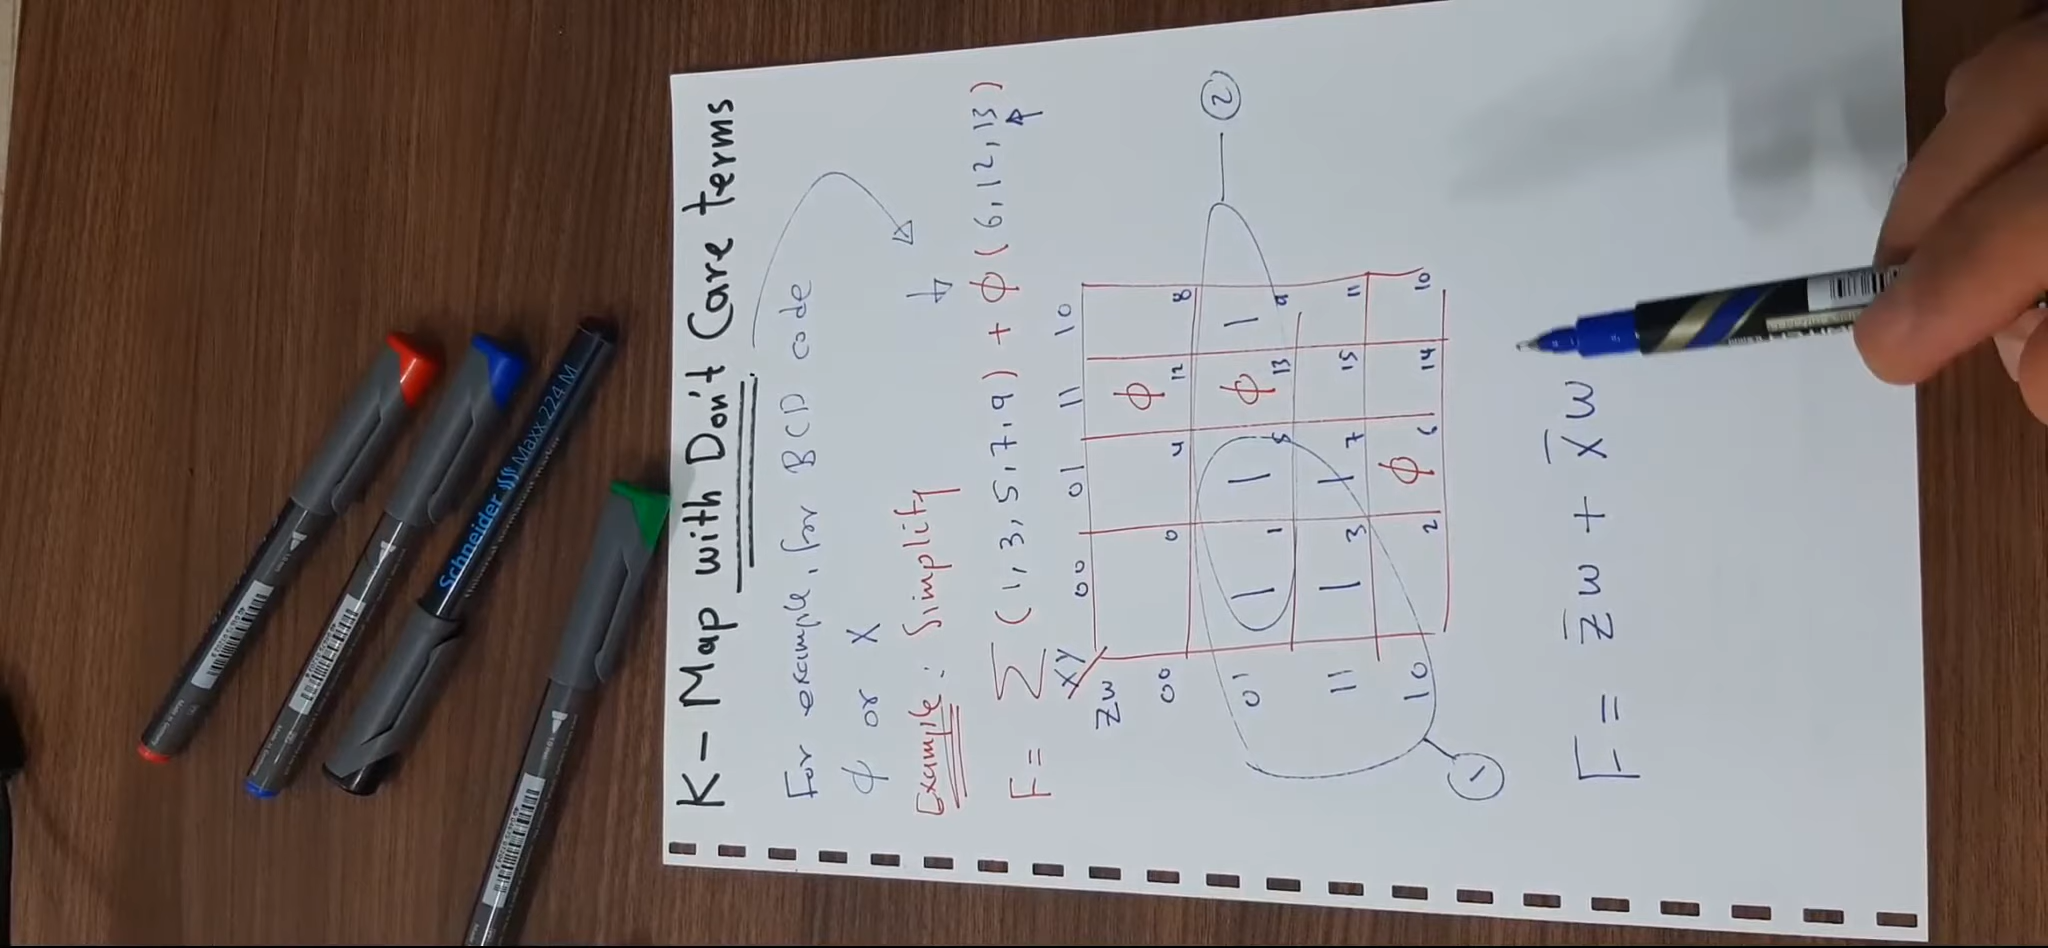 K-Map with Don't Care terms
For example, for BCD code
ϕ or X
Example: Simplify
F = Σ (1, 3, 5, 7, 9) + ϕ (6, 12, 13)
XY 00 01 11 10
ZW
00 0 4 ϕ 12 8
01 1 1 1 5 ϕ 13 1 9
11 1 3 1 7 15 11
10 2 ϕ 6 14 10
1
2
F = z̅w + x̅w
Schneider Maxx 224 M